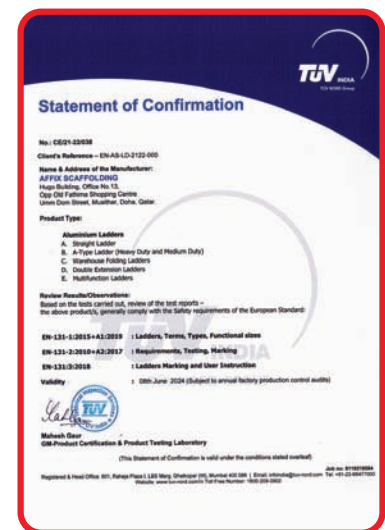 TÜV INDIA
TÜV NORD Group
Statement of Confirmation
No.: CE/21-22/038
Client's Reference – EN-AS-LD-2122-005
Name & Address of the Manufacturer:
AFFIX SCAFFOLDING
Hugo Building, Office No.13,
Opp Old Fathima Shopping Centre
Umm Dom Street, Muaither, Doha, Qatar.
Product Type:
Aluminium Ladders
A. Straight Ladder
B. A-Type Ladder (Heavy Duty and Medium Duty)
C. Warehouse Folding Ladders
D. Double Extension Ladders
E. Multifunction Ladders
Review Results/Observations:
Based on the tests carried out, review of the test reports –
the above product/s, generally comply with the Safety requirements of the European Standard:
EN-131-1:2015+A1:2019 : Ladders, Terms, Types, Functional sizes
EN-131-2:2010+A2:2017 : Requirements, Testing, Marking
EN-131:3:2018 : Ladders Marking and User Instruction
Validity : 08th June 2024 (Subject to annual factory production control audits)
TÜV
Mahesh Gaur
GM-Product Certification & Product Testing Laboratory
(This Statement of Confirmation is valid under the conditions stated overleaf)